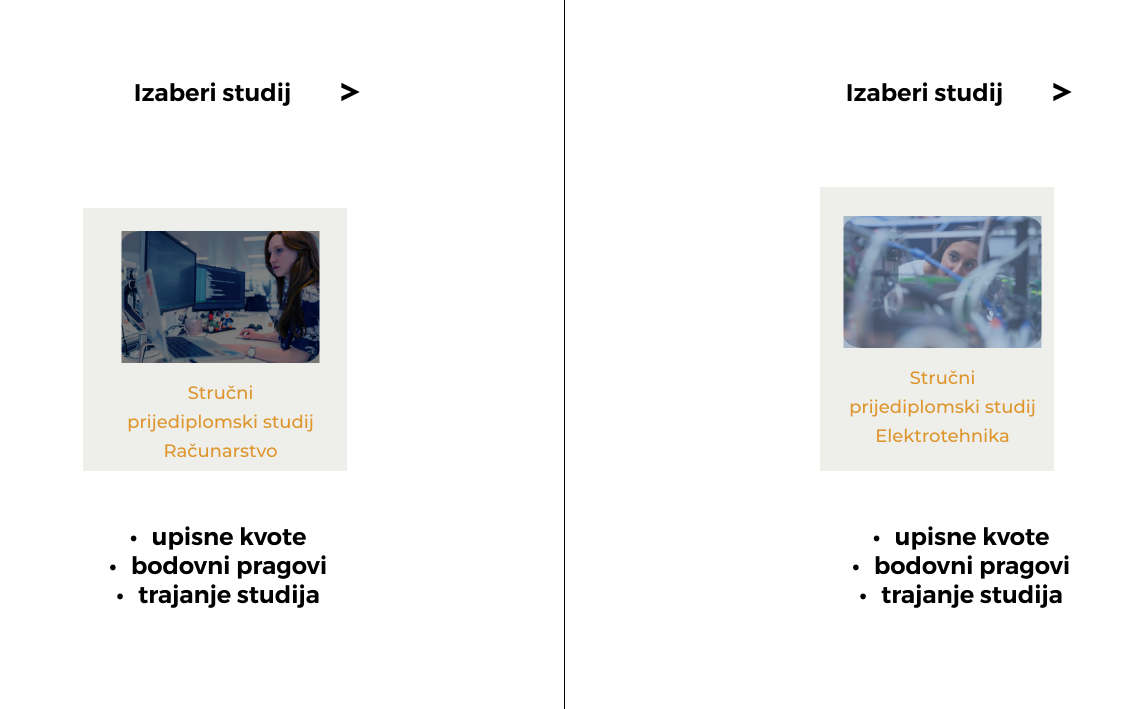 Izaberi studij >
Stručni
prijediplomski studij
Računarstvo
• upisne kvote
• bodovni pragovi
• trajanje studija
Izaberi studij >
Stručni
prijediplomski studij
Elektrotehnika
• upisne kvote
• bodovni pragovi
• trajanje studija